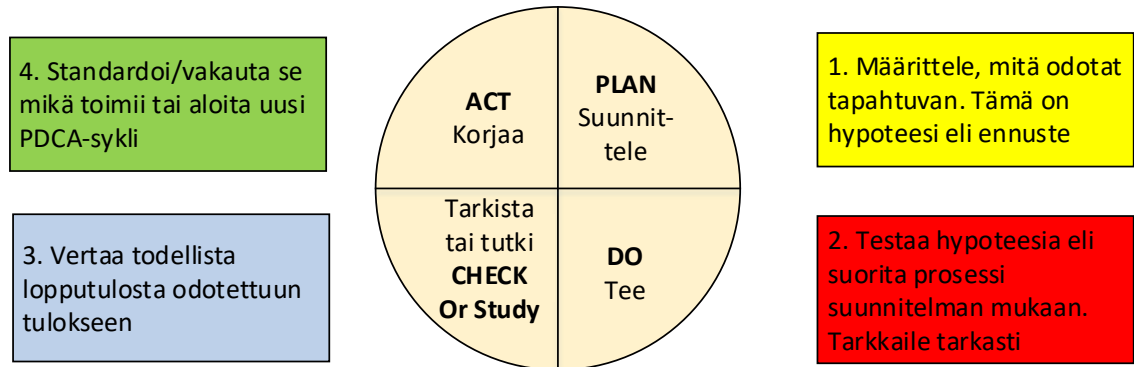 4. Standardoi/vakauta se
mikä toimii tai aloita uusi
PDCA-sykli
ACT
Korjaa
PLAN
Suunnit-
tele
1. Määrittele, mitä odotat
tapahtuvan. Tämä on
hypoteesi eli ennuste
3. Vertaa todellista
lopputulosta odotettuun
tulokseen
Tarkista
tai tutki
CHECK
Or Study
DO
Tee
2. Testaa hypoteesia eli
suorita prosessi
suunnitelman mukaan.
Tarkkaile tarkasti